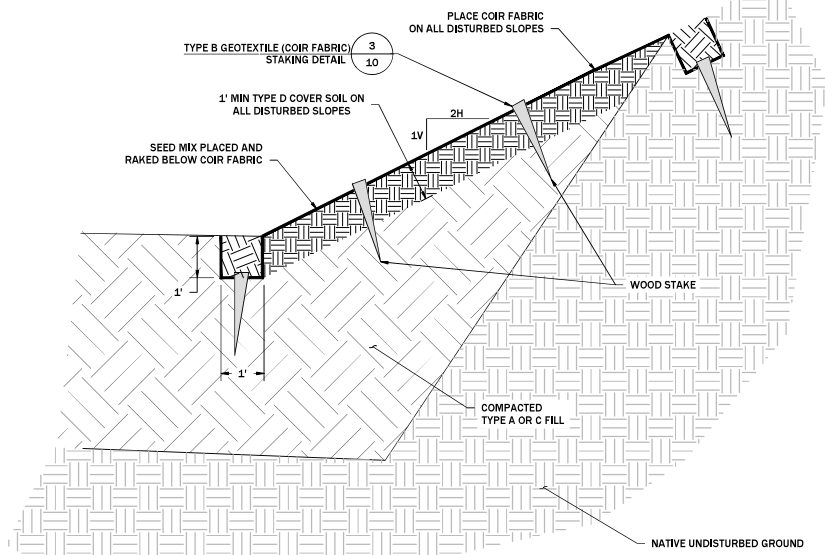 PLACE COIR FABRIC
ON ALL DISTURBED SLOPES
TYPE B GEOTEXTILE (COIR FABRIC)
STAKING DETAIL
3
10
1' MIN TYPE D COVER SOIL ON
ALL DISTURBED SLOPES
2H
1V
SEED MIX PLACED AND
RAKED BELOW COIR FABRIC
1'
WOOD STAKE
1'
COMPACTED
TYPE A OR C FILL
NATIVE UNDISTURBED GROUND